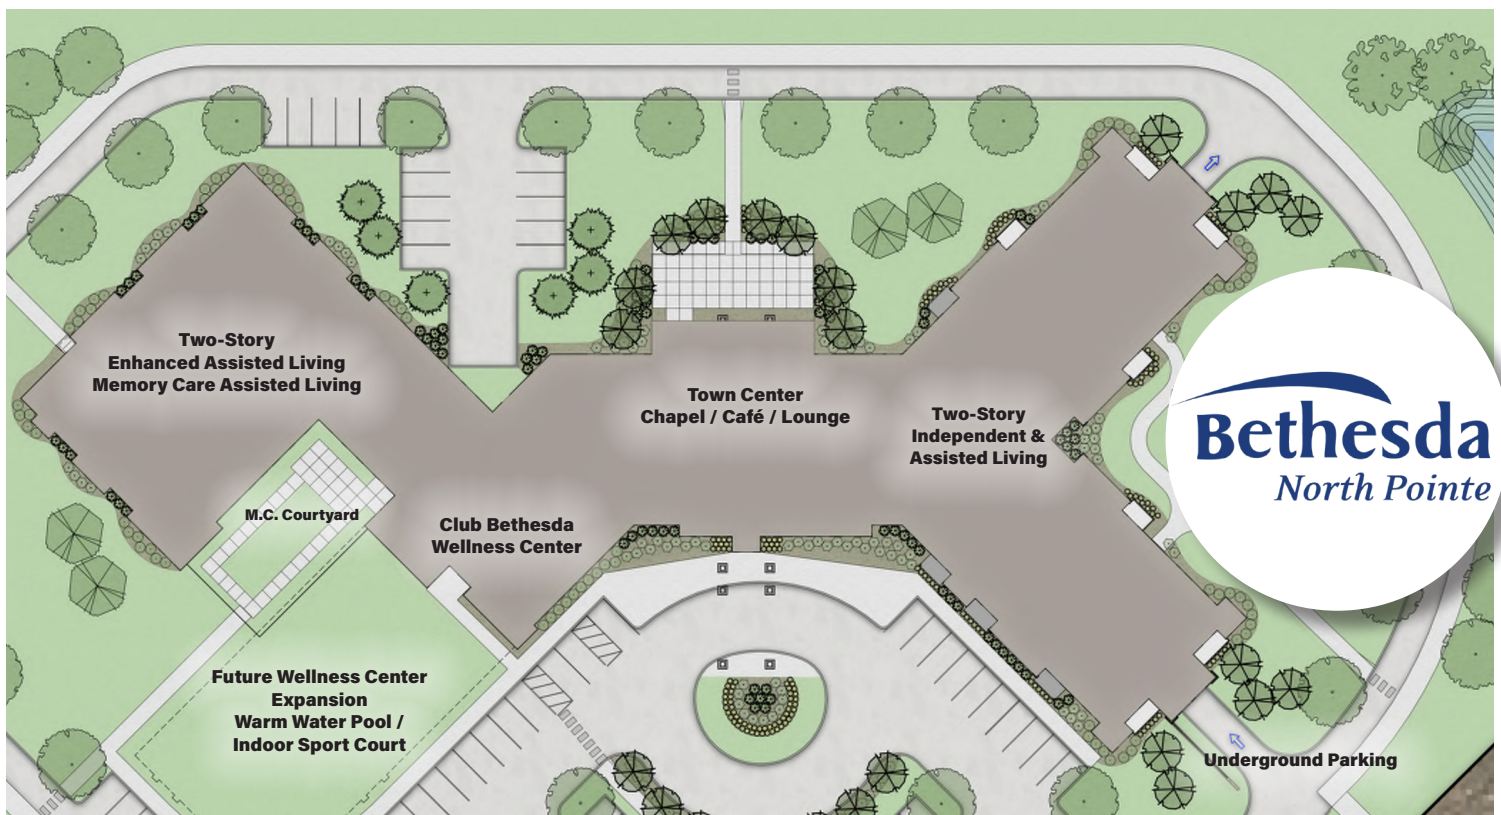 Two-Story
Enhanced Assisted Living
Memory Care Assisted Living
Town Center
Chapel / Café / Lounge
Two-Story
Independent &
Assisted Living
Bethesda
North Pointe
M.C. Courtyard
Club Bethesda
Wellness Center
Future Wellness Center
Expansion
Warm Water Pool /
Indoor Sport Court
Underground Parking